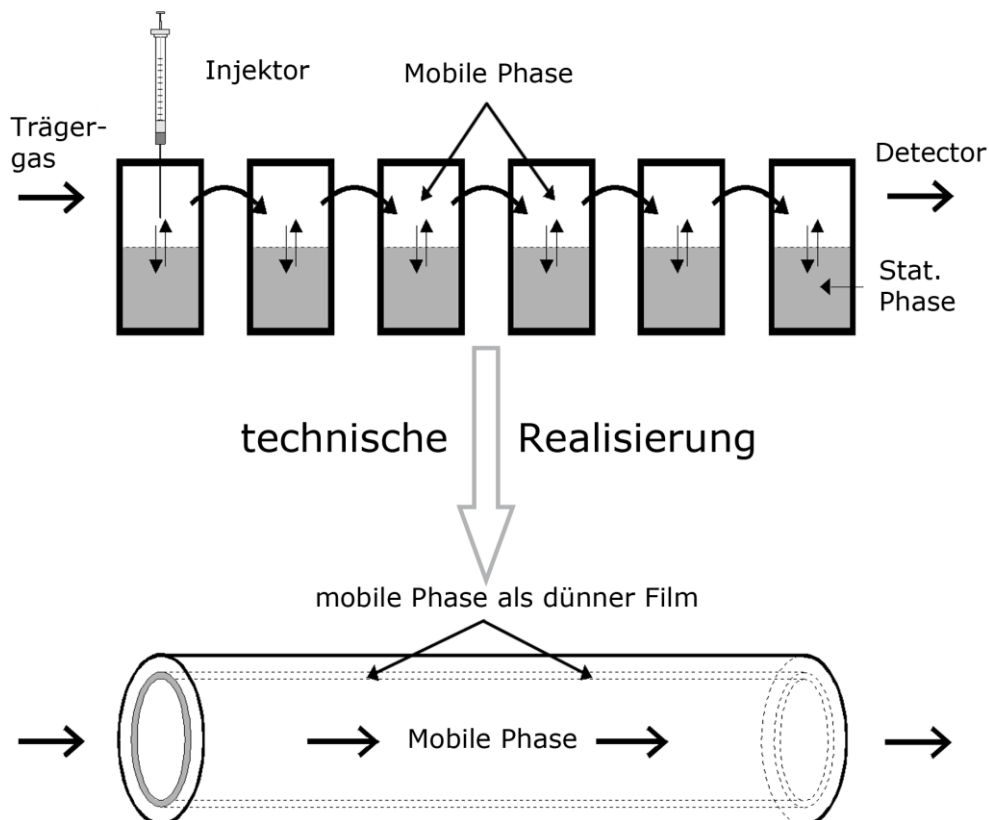 Injektor
Mobile Phase
Träger-
gas
Detector
Stat.
Phase
technische Realisierung
mobile Phase als dünner Film
Mobile Phase